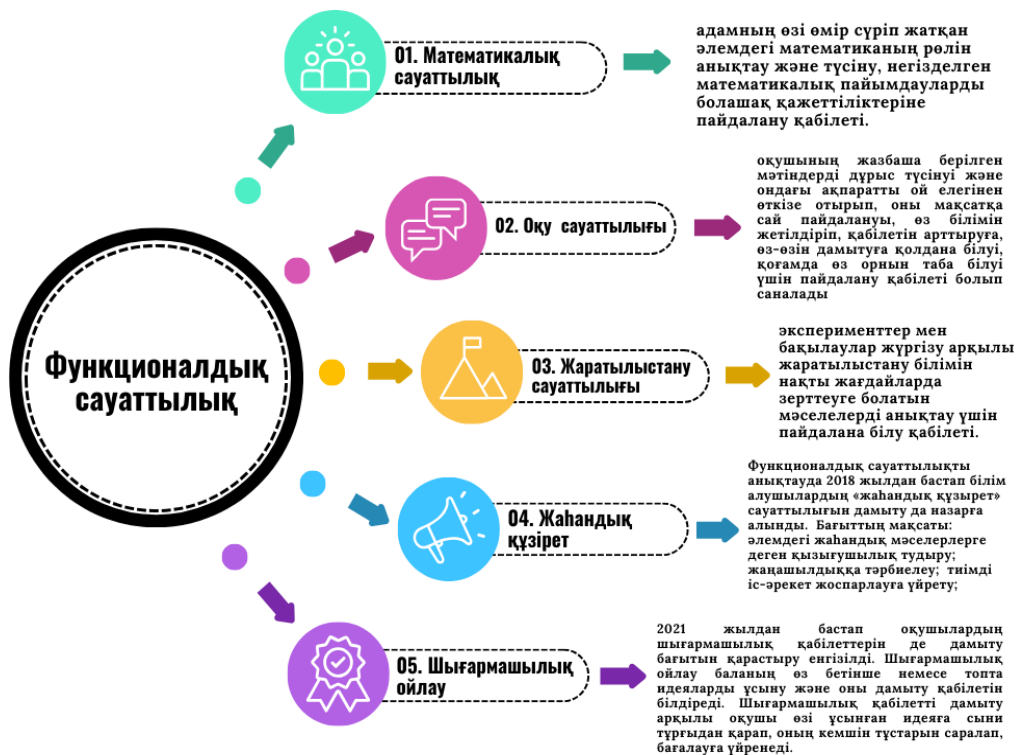 Функционалдық
сауаттылық
01. Математикалық
сауаттылық
адамның өзі өмір сүріп жатқан
әлемдегі математиканың рөлін
анықтау және түсіну, негізделген
математикалық пайымдауларды
болашақ қажеттіліктеріне
пайдалану қабілеті.
02. Оқу сауаттылығы
оқушының жазбаша берілген
мәтіндерді дұрыс түсінуі және
ондағы ақпаратты ой елегінен
өткізе отырып, оны мақсатқа
сай пайдалануы, өз білімін
жетілдіріп, қабілетін арттыруға,
өз-өзін дамытуға қолдана білуі,
қоғамда өз орнын таба білуі
үшін пайдалану қабілеті болып
саналады
03. Жаратылыстану
сауаттылығы
эксперименттер мен
бақылаулар жүргізу арқылы
жаратылыстану білімін
нақты жағдайларда
зерттеуге болатын
мәселелерді анықтау үшін
пайдалана білу қабілеті.
04. Жаһандық
құзірет
Функционалдық сауаттылықты
анықтауда 2018 жылдан бастап білім
алушылардың «жаһандық құзырет»
сауаттылығын дамыту да назарға
алынды. Бағыттың мақсаты:
әлемдегі жаһандық мәселерлерге
деген қызығушылық тудыру;
жаңашылдыққа тәрбиелеу; тиімді
іс-әрекет жоспарлауға үйрету;
05. Шығармашылық
ойлау
2021 жылдан бастап оқушылардың
шығармашылық қабілеттерін де дамыту
бағытын қарастыру енгізілді. Шығармашылық
ойлау баланың өз бетінше немесе топта
идеяларды ұсыну және оны дамыту қабілетін
білдіреді. Шығармашылық қабілетті дамыту
арқылы оқушы өзі ұсынған идеяға сыни
тұрғыдан қарап, оның кемшін тұстарын саралап,
бағалауға үйренеді.